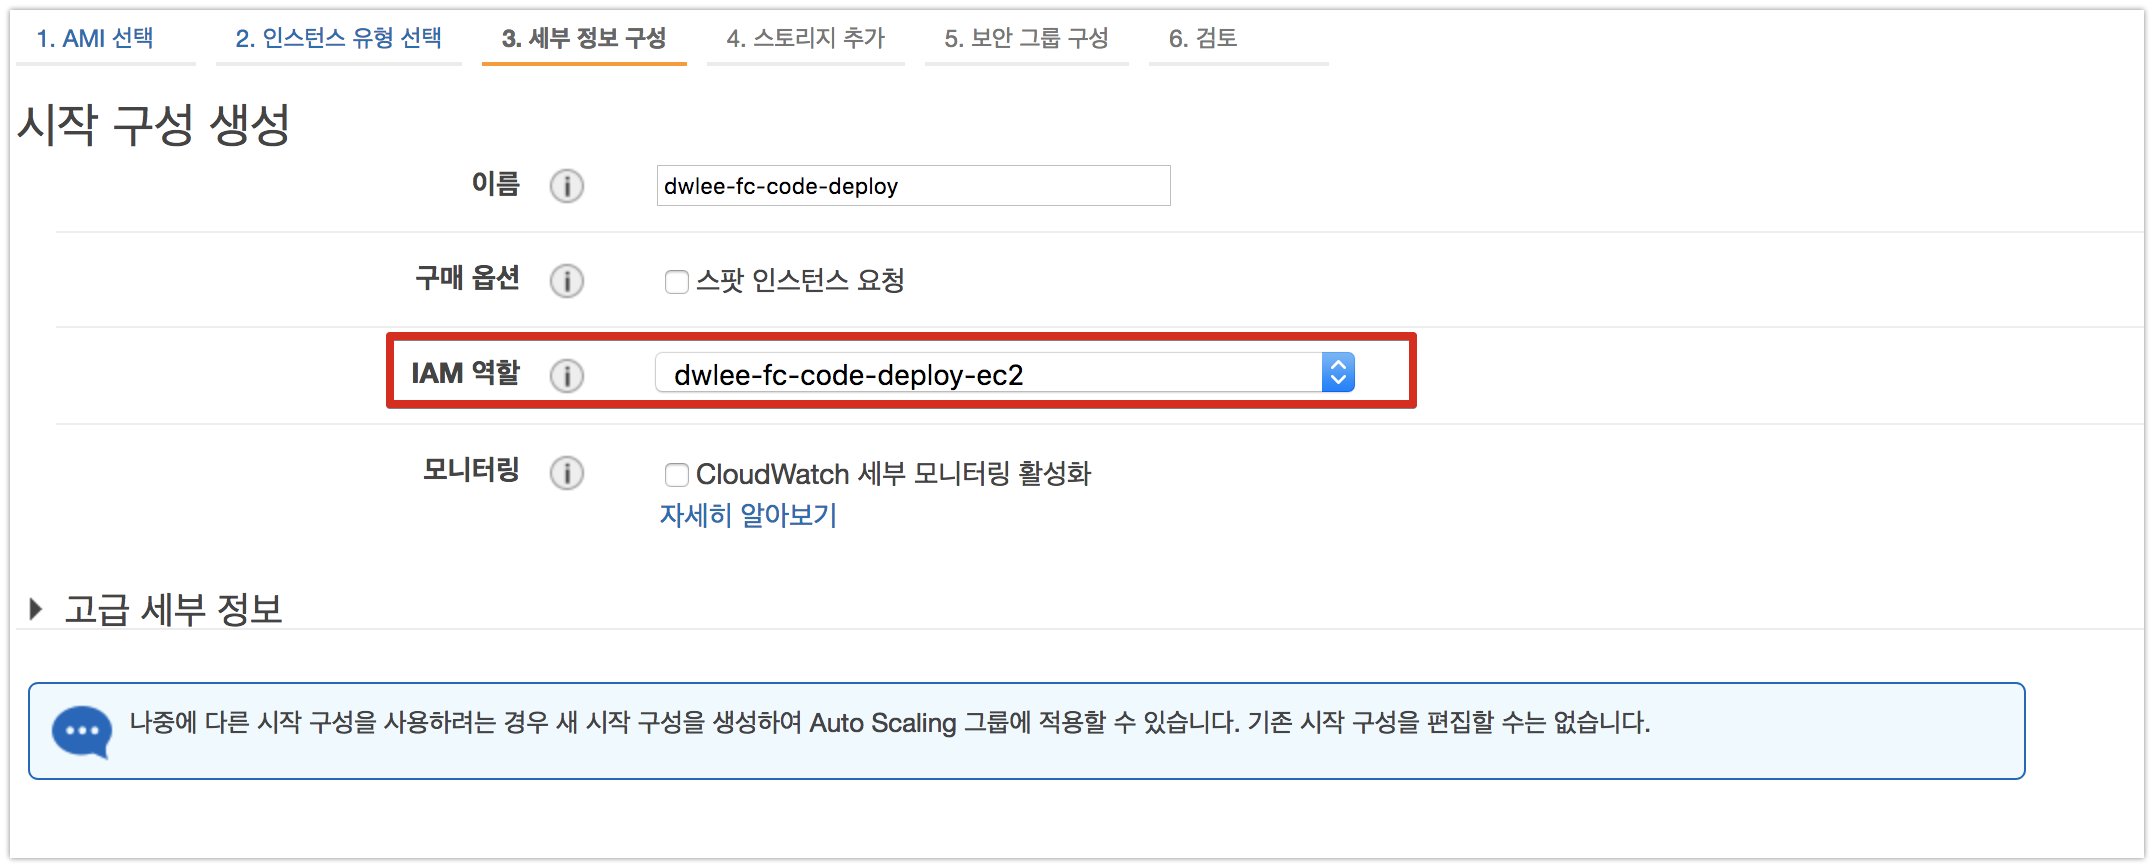 1. AMI 선택 2. 인스턴스 유형 선택 3. 세부 정보 구성 4. 스토리지 추가 5. 보안 그룹 구성 6. 검토
시작 구성 생성
이름 i dwlee-fc-code-deploy
구매 옵션 i 스팟 인스턴스 요청
IAM 역할 i dwlee-fc-code-deploy-ec2
모니터링 i CloudWatch 세부 모니터링 활성화
자세히 알아보기
고급 세부 정보
나중에 다른 시작 구성을 사용하려는 경우 새 시작 구성을 생성하여 Auto Scaling 그룹에 적용할 수 있습니다. 기존 시작 구성을 편집할 수는 없습니다.